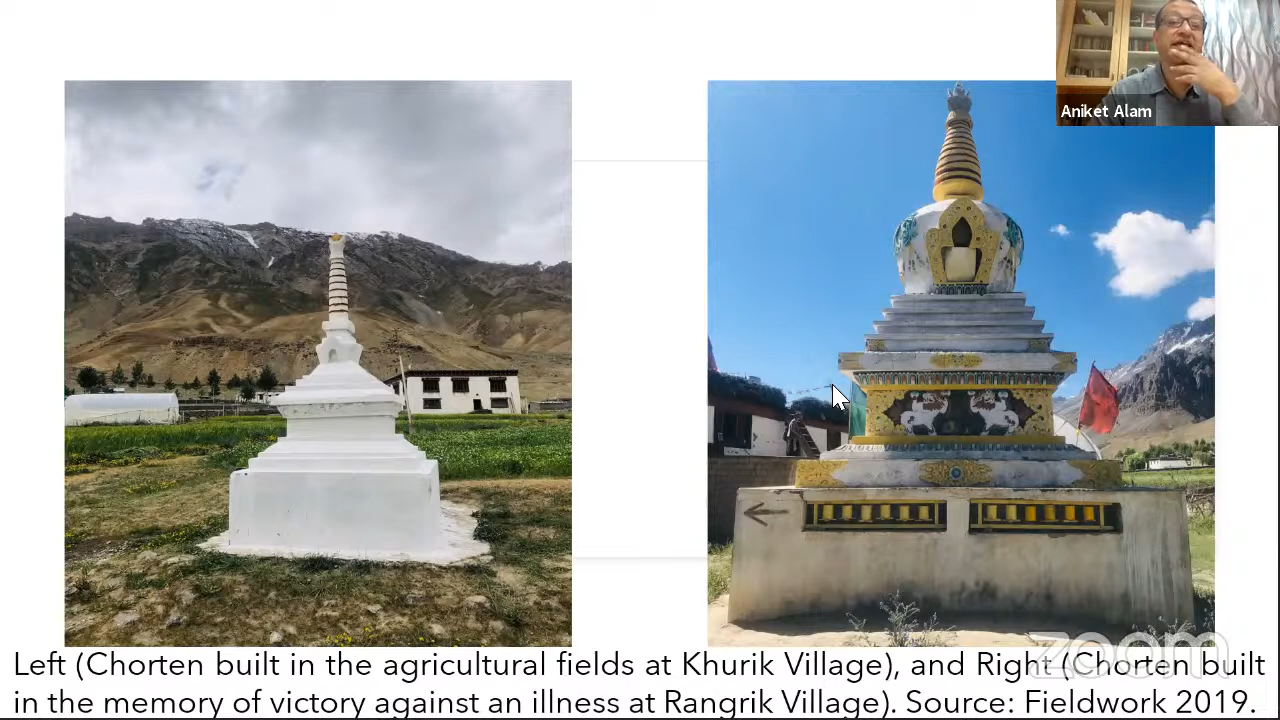 Aniket Alam
Left (Chorten built in the agricultural fields at Khurik Village), and Right (Chorten built
in the memory of victory against an illness at Rangrik Village). Source: Fieldwork 2019.
zoom